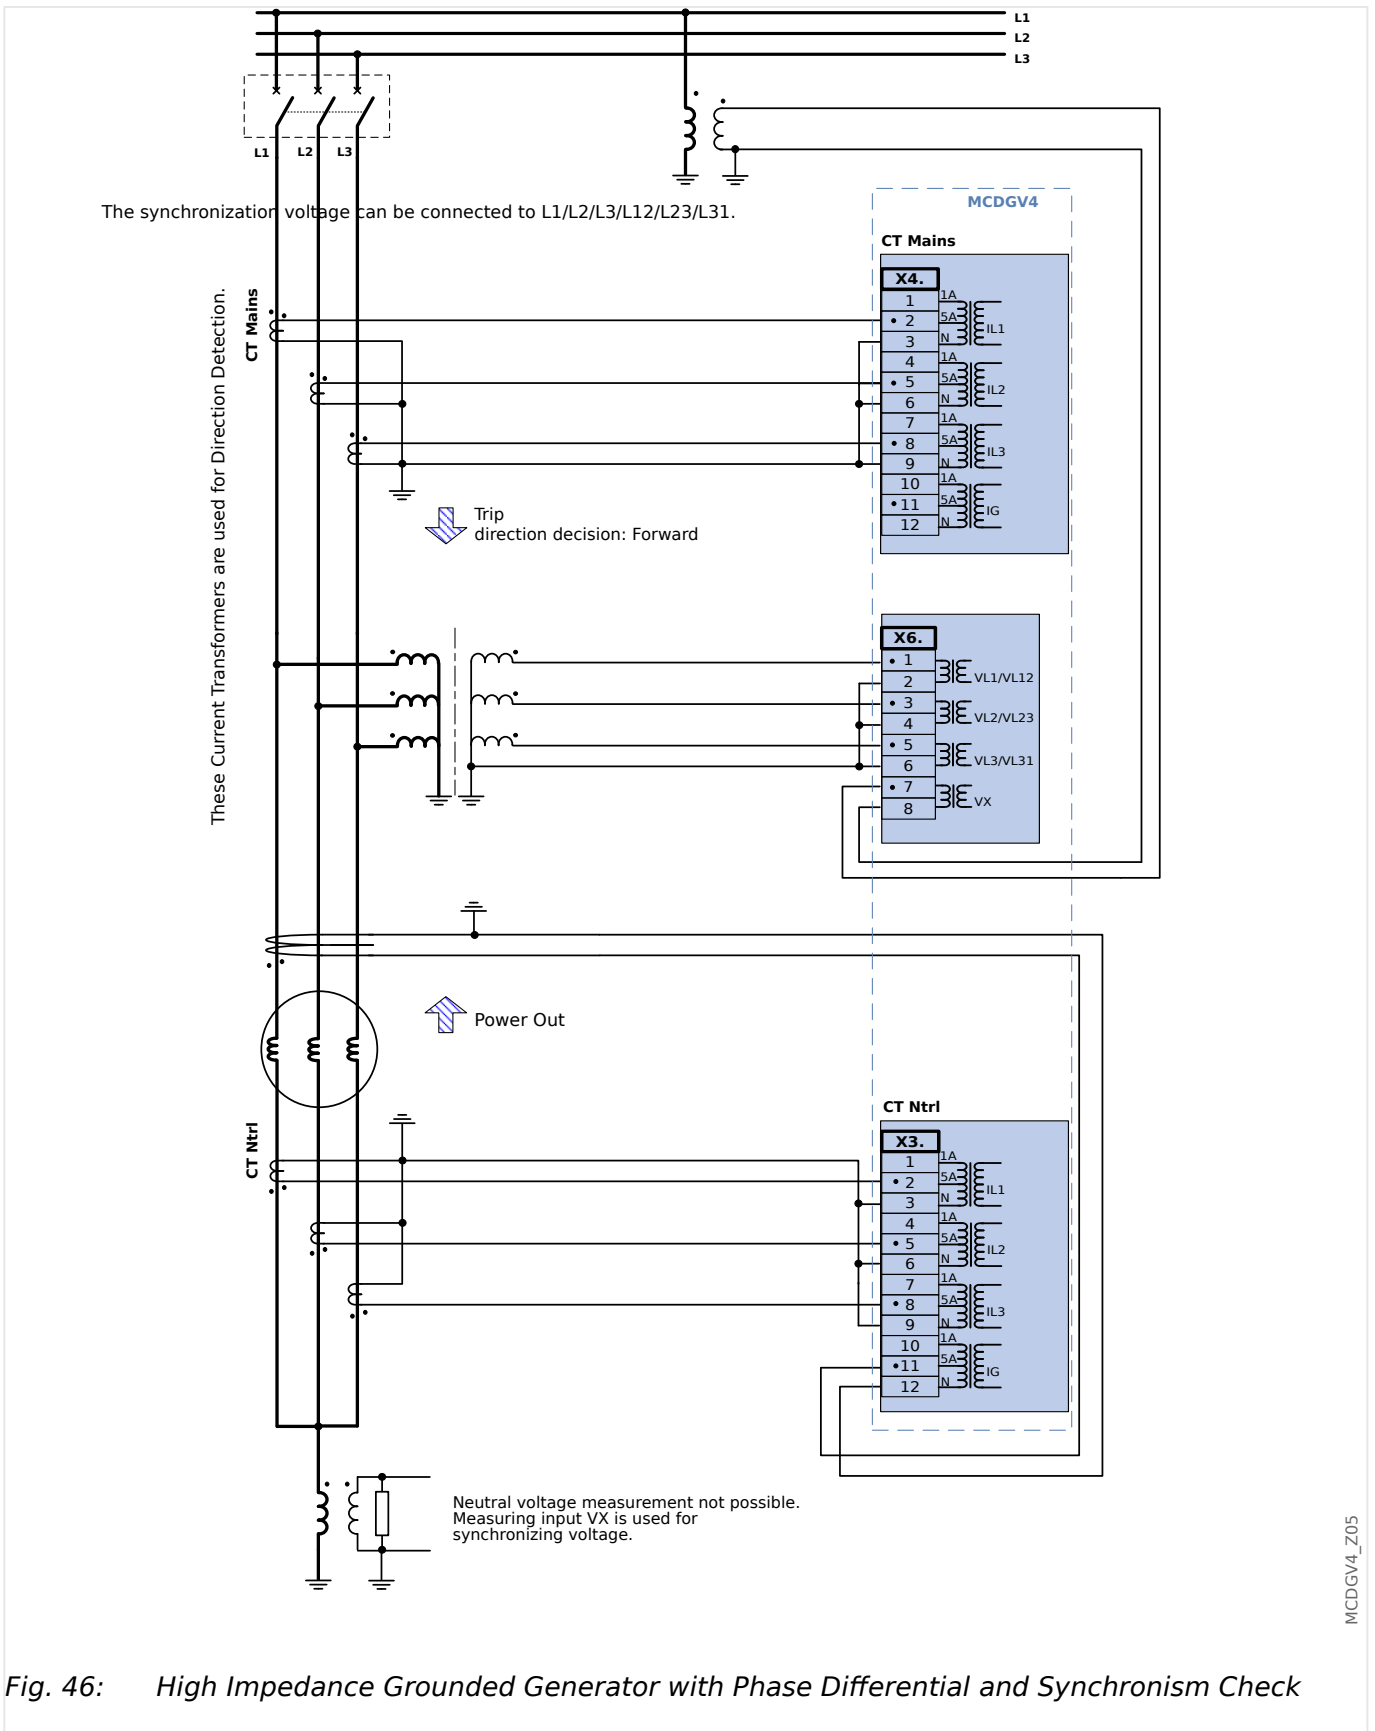 L1
L2
L3
L1
L2
L3
The synchronization voltage can be connected to L1/L2/L3/L12/L23/L31.
MCDGV4
CT Mains
These Current Transformers are used for Direction Detection.
CT Mains
X4.
1
2
3
4
5
6
7
8
9
10
11
12
1A
5A
N
IL1
1A
5A
N
IL2
1A
5A
N
IL3
1A
5A
N
IG
Trip
direction decision: Forward
X6.
1
2
3
4
5
6
7
8
VL1/VL12
VL2/VL23
VL3/VL31
VX
Power Out
CT Ntrl
CT Ntrl
X3.
1
2
3
4
5
6
7
8
9
10
11
12
1A
5A
N
IL1
1A
5A
N
IL2
1A
5A
N
IL3
1A
5A
N
IG
Neutral voltage measurement not possible.
Measuring input VX is used for
synchronizing voltage.
MCDGV4_Z05
Fig. 46: High Impedance Grounded Generator with Phase Differential and Synchronism Check